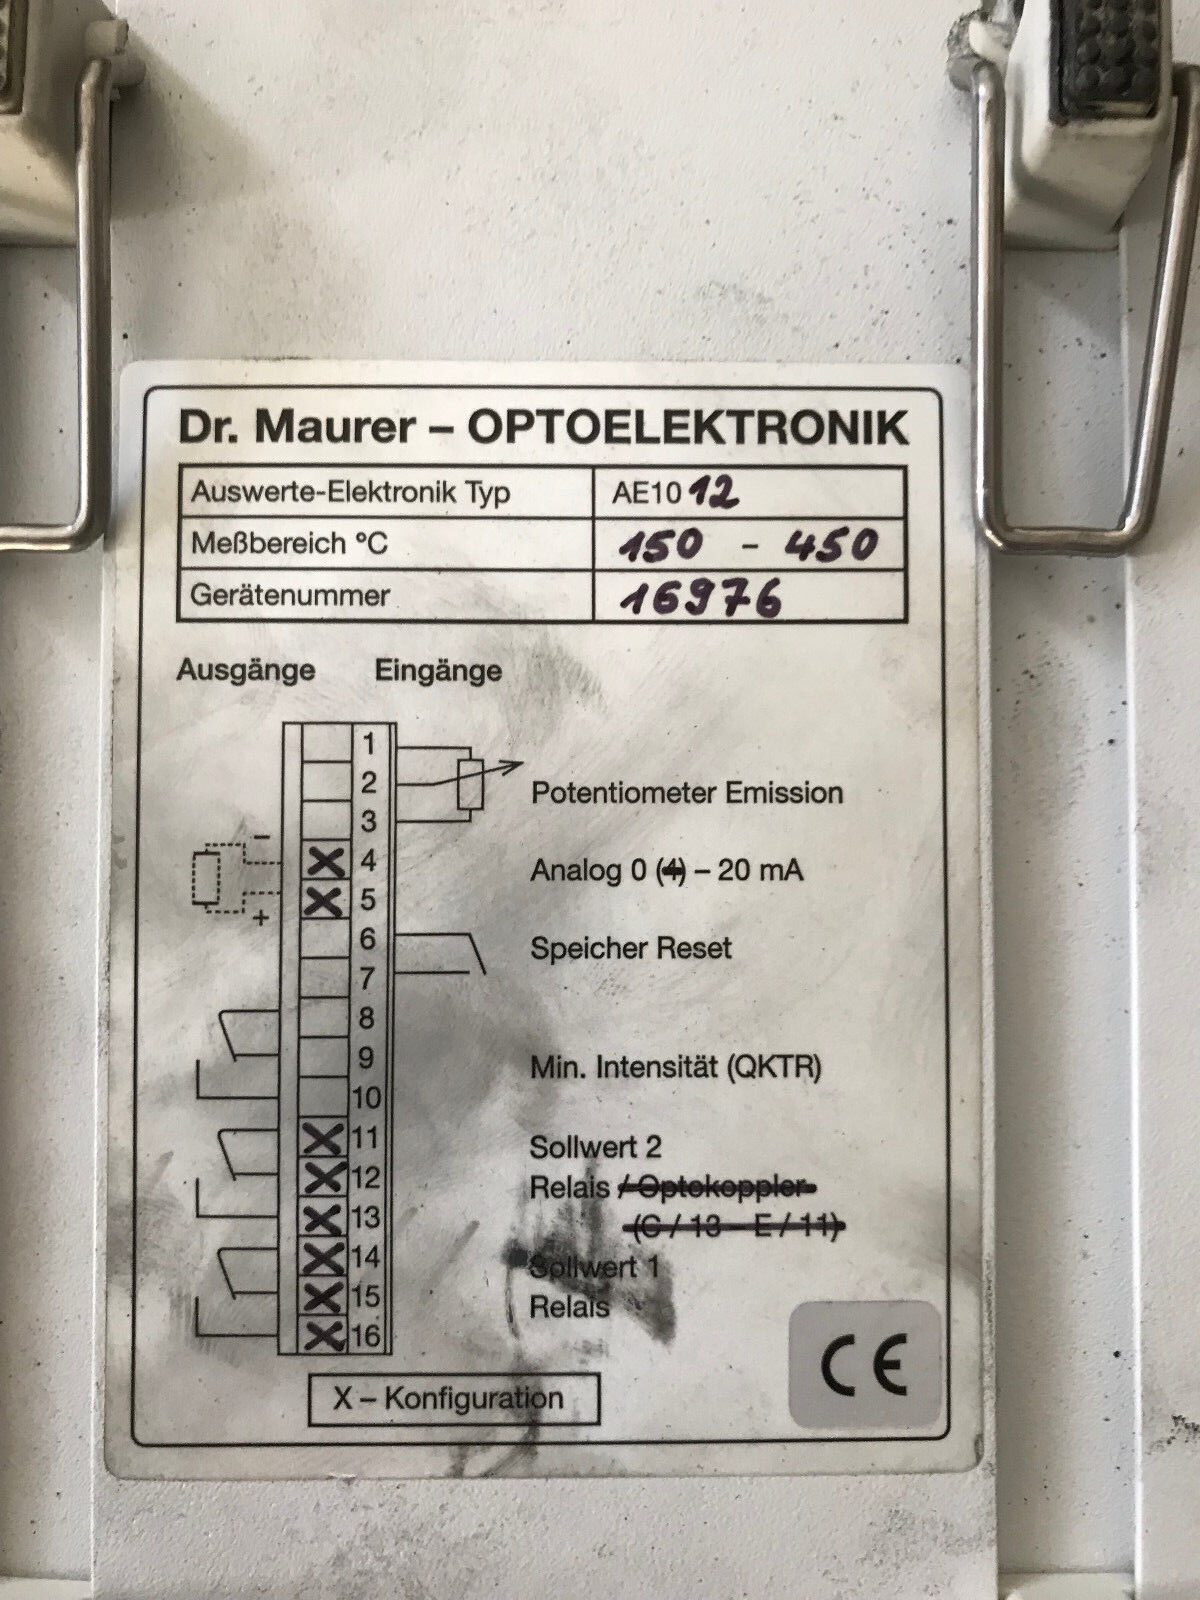 Dr. Maurer – OPTOELEKTRONIK
Auswerte-Elektronik Typ AE1012
Meßbereich °C 150 - 450
Gerätenummer 16976
Ausgänge Eingänge
1
2
Potentiometer Emission
3
–
X 4 Analog 0 (4) – 20 mA
X 5
+
6 Speicher Reset
7
8
9 Min. Intensität (QKTR)
10
X 11 Sollwert 2
X 12 Relais / Optokoppler
X 13 (C / 13 – E / 11)
X 14 Sollwert 1
X 15 Relais
X 16
X – Konfiguration
CE